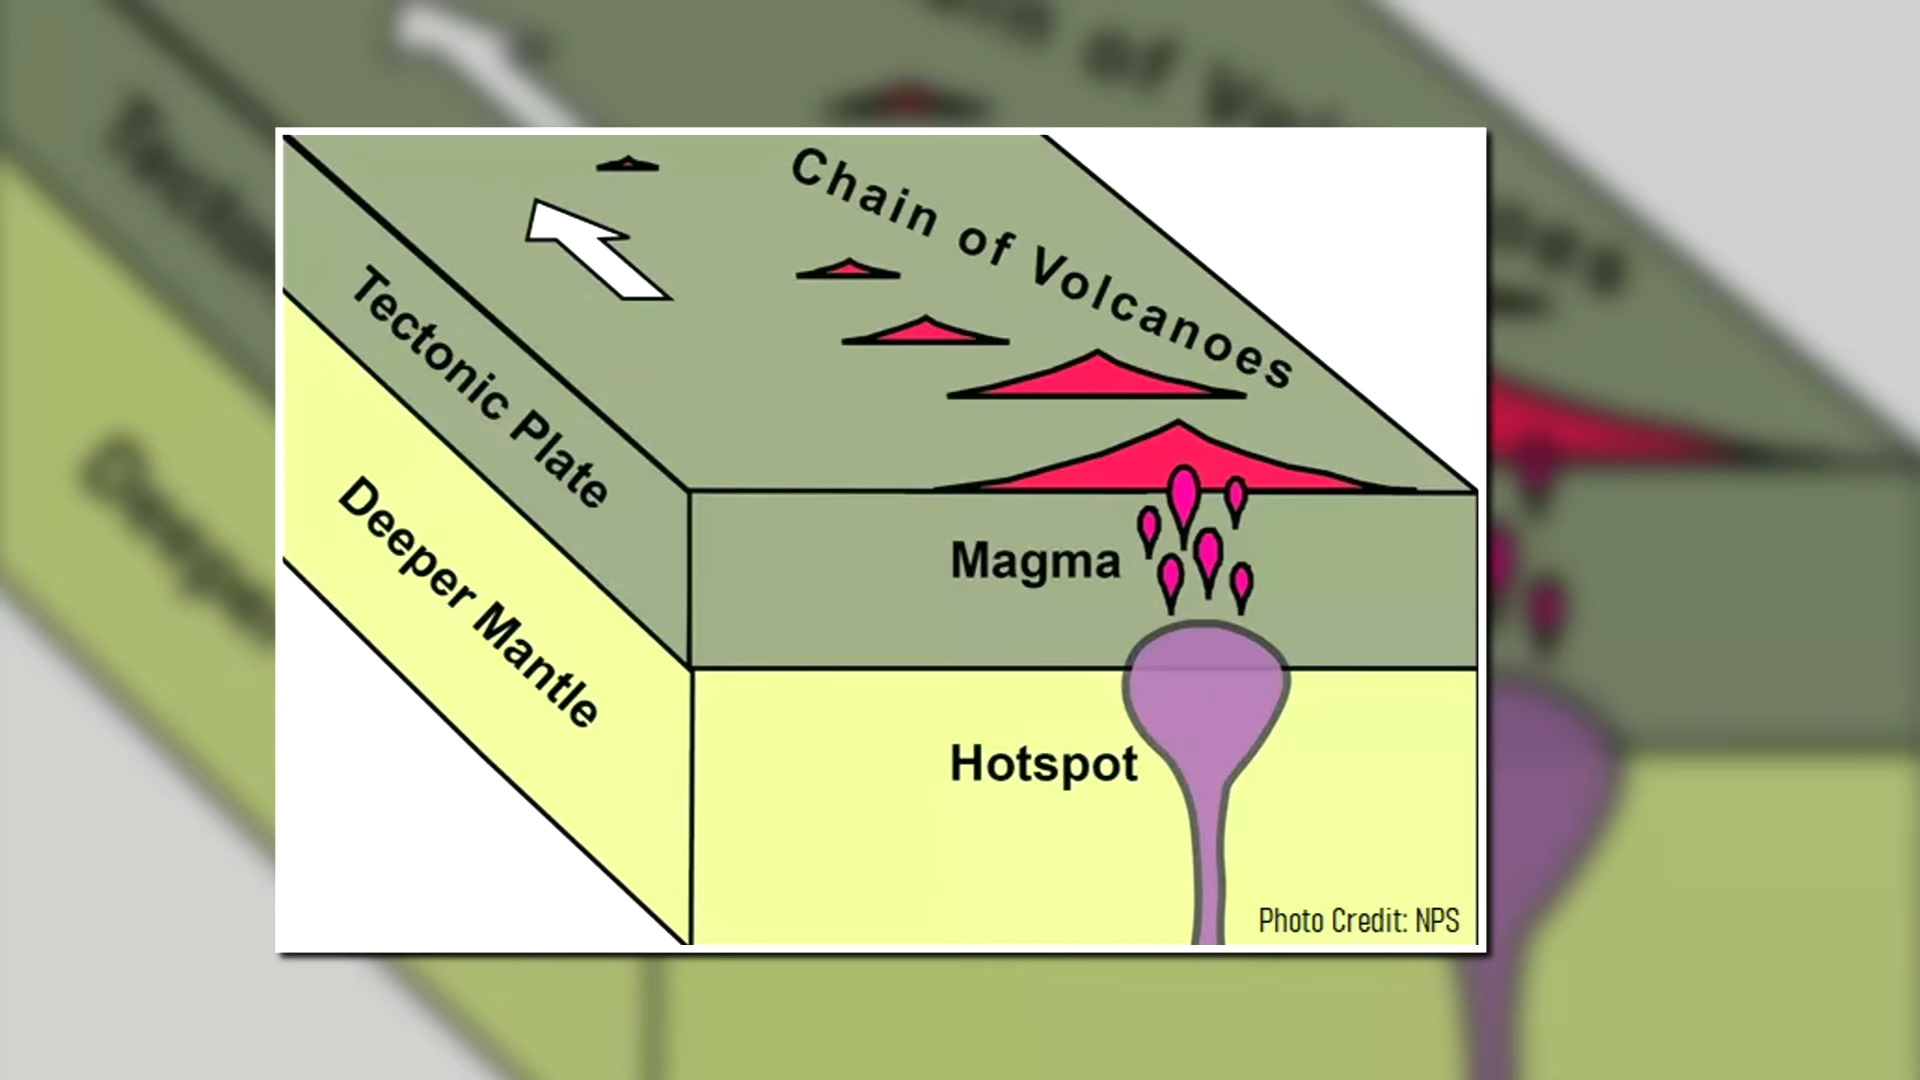 Chain of Volcanoes
Tectonic Plate
Deeper Mantle
Magma
Hotspot
Photo Credit: NPS